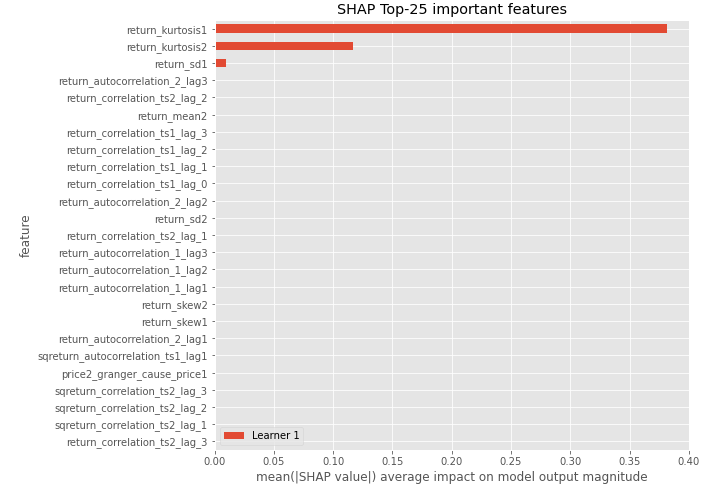 SHAP Top-25 important features
return_kurtosis1
return_kurtosis2
return_sd1
return_autocorrelation_2_lag3
return_correlation_ts2_lag_2
return_mean2
return_correlation_ts1_lag_3
return_correlation_ts1_lag_2
return_correlation_ts1_lag_1
return_correlation_ts1_lag_0
return_autocorrelation_2_lag2
return_sd2
return_correlation_ts2_lag_1
return_autocorrelation_1_lag3
return_autocorrelation_1_lag2
return_autocorrelation_1_lag1
return_skew2
return_skew1
return_autocorrelation_2_lag1
sqreturn_autocorrelation_ts1_lag1
price2_granger_cause_price1
sqreturn_correlation_ts2_lag_3
sqreturn_correlation_ts2_lag_2
sqreturn_correlation_ts2_lag_1
return_correlation_ts2_lag_3
feature
Learner 1
0.00 0.05 0.10 0.15 0.20 0.25 0.30 0.35 0.40
mean(|SHAP value|) average impact on model output magnitude